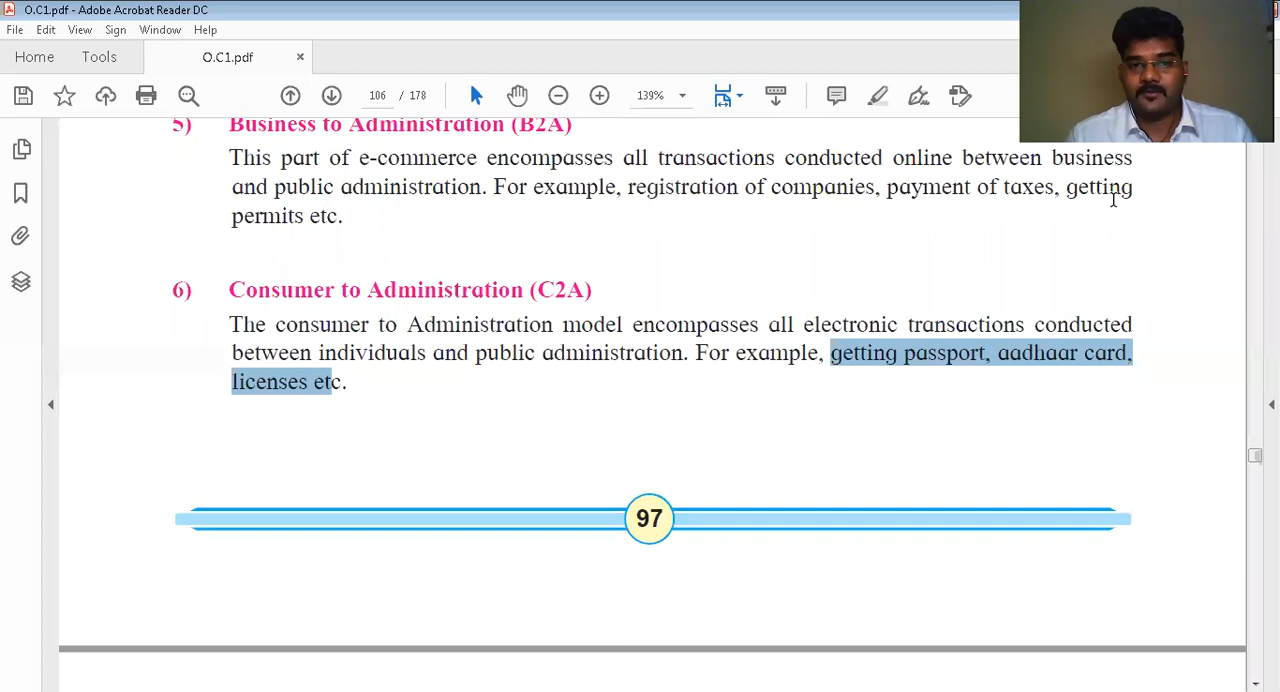 O.C1.pdf - Adobe Acrobat Reader DC
File Edit View Sign Window Help
Home Tools O.C1.pdf ×
106 / 178 139%
5) Business to Administration (B2A)
This part of e-commerce encompasses all transactions conducted online between business
and public administration. For example, registration of companies, payment of taxes, getting
permits etc.
6) Consumer to Administration (C2A)
The consumer to Administration model encompasses all electronic transactions conducted
between individuals and public administration. For example, getting passport, aadhaar card,
licenses etc.
97